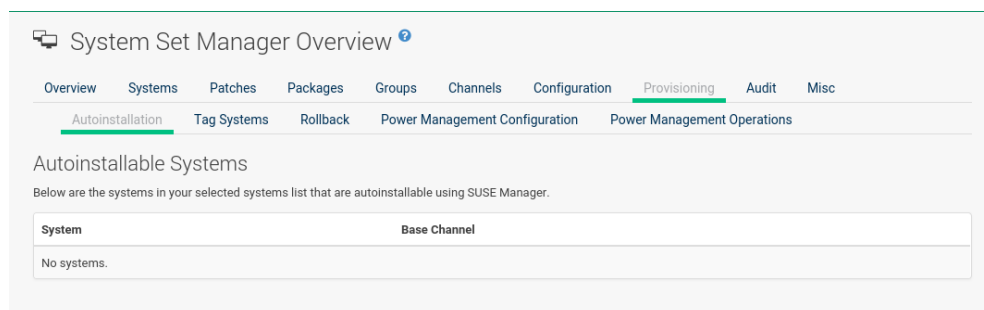 System Set Manager Overview ?
Overview Systems Patches Packages Groups Channels Configuration Provisioning Audit Misc
Autoinstallation Tag Systems Rollback Power Management Configuration Power Management Operations
Autoinstallable Systems
Below are the systems in your selected systems list that are autoinstallable using SUSE Manager.
System Base Channel
No systems.